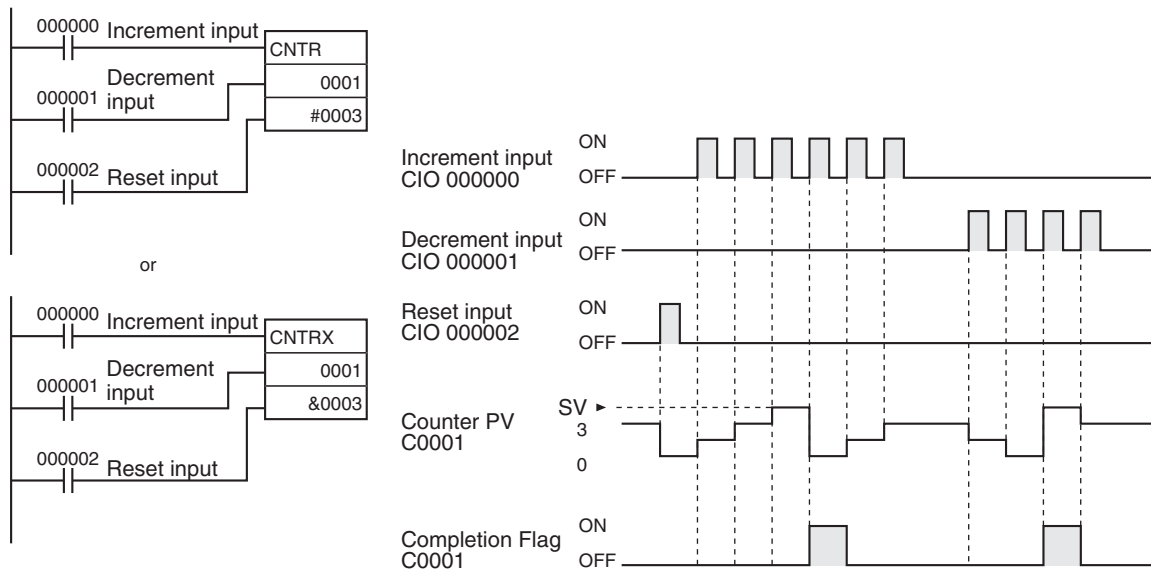 000000 Increment input
CNTR
Decrement
input
0001
000001
#0003
000002 Reset input
or
000000 Increment input
CNTRX
Decrement
input
0001
000001
&0003
000002 Reset input
Increment input
CIO 000000
ON
OFF
Decrement input
CIO 000001
ON
OFF
Reset input
CIO 000002
ON
OFF
Counter PV
C0001
SV
3
0
Completion Flag
C0001
ON
OFF